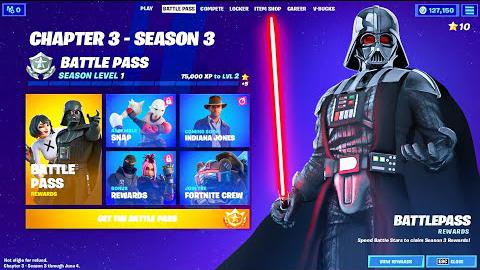 0
PLAY BATTLE PASS COMPETE LOCKER ITEM SHOP CAREER V-BUCKS
127,150
10
CHAPTER 3 - SEASON 3
BATTLE PASS
SEASON LEVEL 1
75,000 XP to LVL 2
+5
ASSEMBLE
SNAP
COMING SOON
INDIANA JONES
BATTLE
PASS
REWARDS
BONUS
REWARDS
JOIN THE
FORTNITE CREW
GET THE BATTLE PASS
Not eligible for refund.
Chapter 3 - Season 3 through
BATTLEPASS
REWARDS
Speed Battle Stars to claim Season 3 Rewards!
VIEW REWARDS
ESC CLOSE